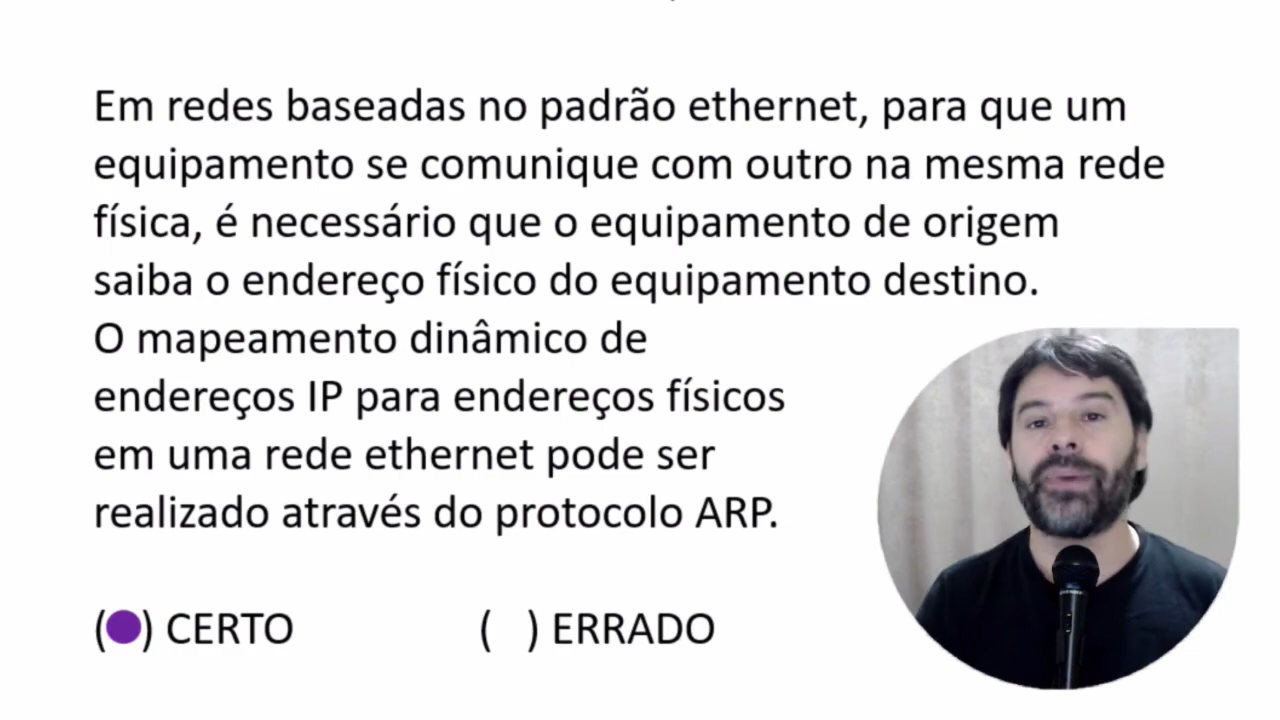 Em redes baseadas no padrão ethernet, para que um
equipamento se comunique com outro na mesma rede
física, é necessário que o equipamento de origem
saiba o endereço físico do equipamento destino.
O mapeamento dinâmico de
endereços IP para endereços físicos
em uma rede ethernet pode ser
realizado através do protocolo ARP.
(●) CERTO ( ) ERRADO